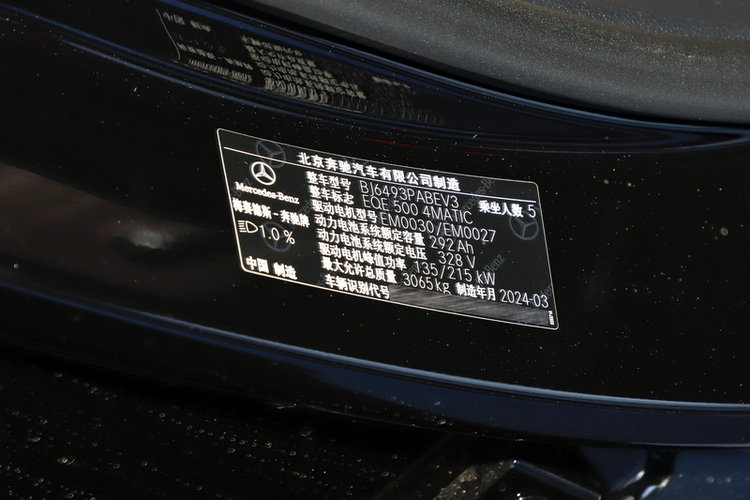 北京奔驰汽车有限公司制造
Mercedes-Benz
梅赛德斯-奔驰牌
1.0%
中国 制造
整车型号 BJ6493PABEV3 乘坐人数 5
整车标志 EQE 500 4MATIC
驱动电机型号 EM0030/EM0027
动力电池系统额定容量 292Ah
动力电池系统额定电压 328 V
驱动电机峰值功率 135/215 kW
最大允许总质量 3065kg 制造年月 2024-03
车辆识别代号